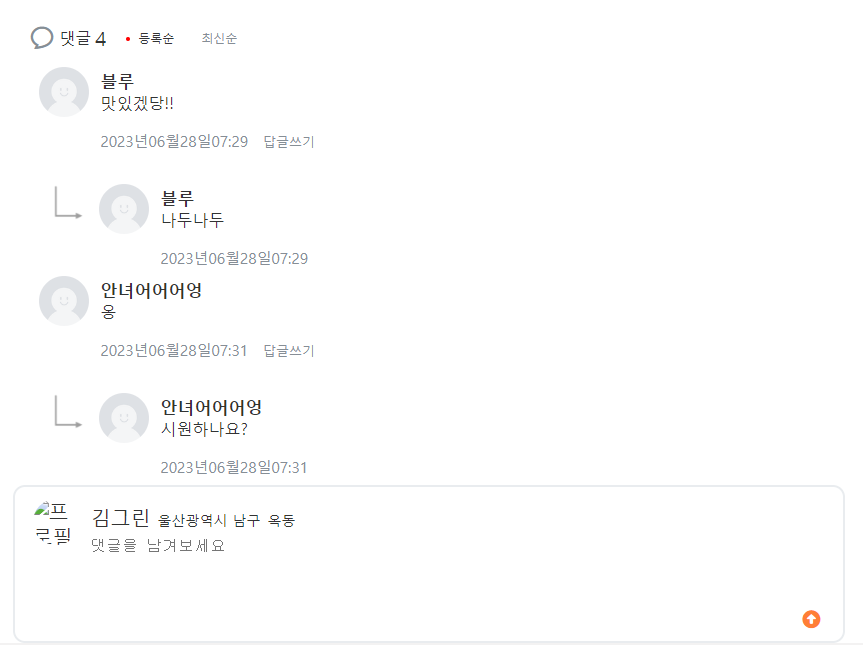 댓글 4 • 등록순 최신순
블루
맛있겠당!!
2023년06월28일07:29 답글쓰기
블루
나두나두
2023년06월28일07:29
안녀어어어엉
옹
2023년06월28일07:31 답글쓰기
안녀어어어엉
시원하나요?
2023년06월28일07:31
프
로필
김그린 울산광역시 남구 옥동
댓글을 남겨보세요